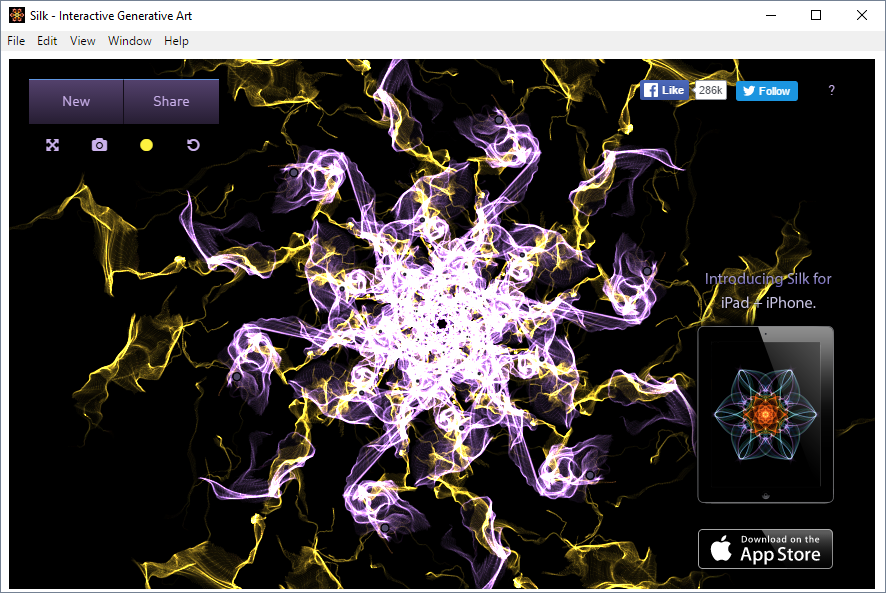 Silk - Interactive Generative Art
File Edit View Window Help
New Share
Like 286k Follow ?
Introducing Silk for
iPad + iPhone.
Download on the
App Store